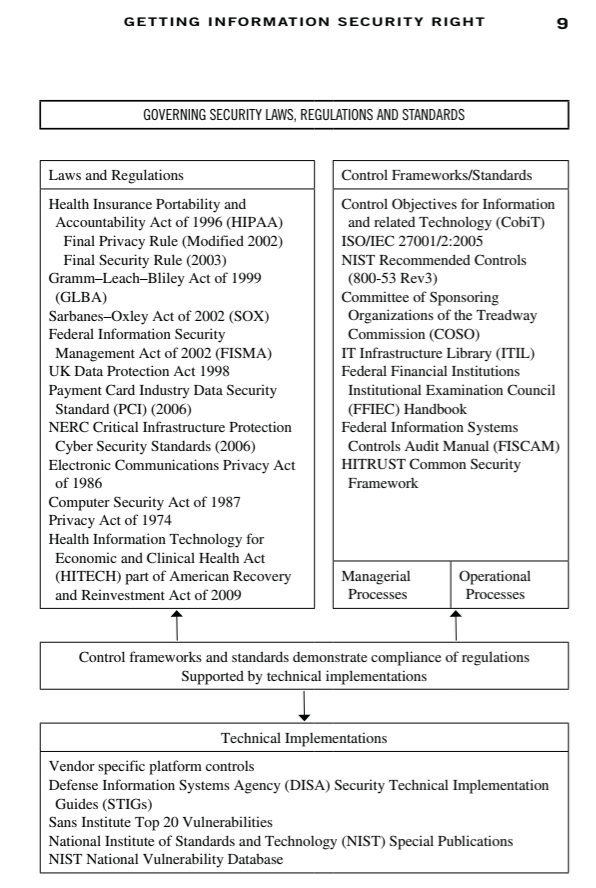 GETTING INFORMATION SECURITY RIGHT 9
GOVERNING SECURITY LAWS, REGULATIONS AND STANDARDS
Laws and Regulations
Health Insurance Portability and
Accountability Act of 1996 (HIPAA)
Final Privacy Rule (Modified 2002)
Final Security Rule (2003)
Gramm–Leach–Bliley Act of 1999
(GLBA)
Sarbanes–Oxley Act of 2002 (SOX)
Federal Information Security
Management Act of 2002 (FISMA)
UK Data Protection Act 1998
Payment Card Industry Data Security
Standard (PCI) (2006)
NERC Critical Infrastructure Protection
Cyber Security Standards (2006)
Electronic Communications Privacy Act
of 1986
Computer Security Act of 1987
Privacy Act of 1974
Health Information Technology for
Economic and Clinical Health Act
(HITECH) part of American Recovery
and Reinvestment Act of 2009
Control Frameworks/Standards
Control Objectives for Information
and related Technology (CobiT)
ISO/IEC 27001/2:2005
NIST Recommended Controls
(800-53 Rev3)
Committee of Sponsoring
Organizations of the Treadway
Commission (COSO)
IT Infrastructure Library (ITIL)
Federal Financial Institutions
Institutional Examination Council
(FFIEC) Handbook
Federal Information Systems
Controls Audit Manual (FISCAM)
HITRUST Common Security
Framework
Managerial
Processes
Operational
Processes
Control frameworks and standards demonstrate compliance of regulations
Supported by technical implementations
Technical Implementations
Vendor specific platform controls
Defense Information Systems Agency (DISA) Security Technical Implementation
Guides (STIGs)
Sans Institute Top 20 Vulnerabilities
National Institute of Standards and Technology (NIST) Special Publications
NIST National Vulnerability Database